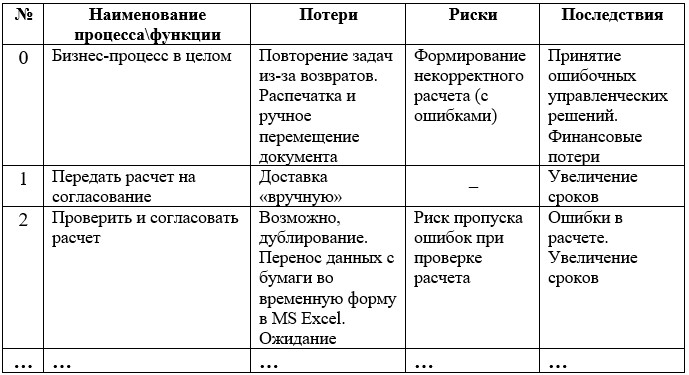 № Наименование процесса\функции Потери Риски Последствия
0 Бизнес-процесс в целом
Повторение задач
из-за возвратов.
Распечатка и
ручное
перемещение
документа
Формирование
некорректного
расчета (с
ошибками)
Принятие
ошибочных
управленческих
решений.
Финансовые
потери
1 Передать расчет на
согласование
Доставка
«вручную»
–
Увеличение
сроков
2 Проверить и согласовать
расчет
Возможно,
дублирование.
Перенос данных с
бумаги во
временную форму
в MS Excel.
Ожидание
Риск пропуска
ошибок при
проверке
расчета
Ошибки в
расчете.
Увеличение
сроков
… … … … …